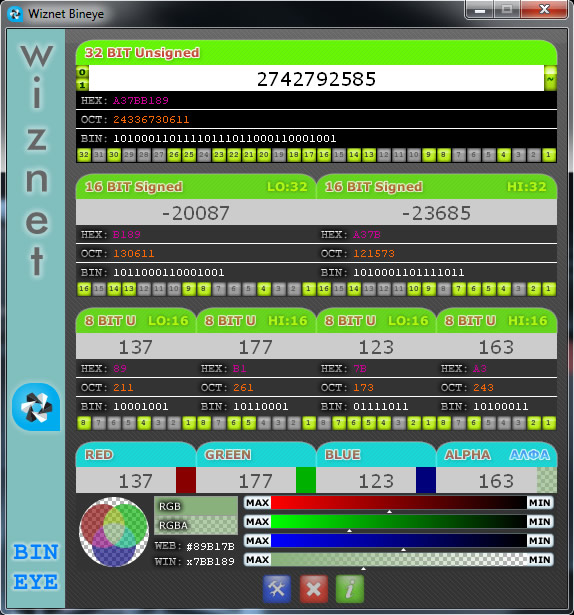 Wiznet Bineye
Wiznet
32 BIT Unsigned
0
1
2742792585
~
HEX: A37BB189
OCT: 24336730611
BIN: 10100011011110111011000110001001
32 31 30 29 28 27 26 25 24 23 22 21 20 19 18 17 16 15 14 13 12 11 10 9 8 7 6 5 4 3 2 1
16 BIT Signed LO:32 16 BIT Signed HI:32
-20087 -23685
HEX: B189 HEX: A37B
OCT: 130611 OCT: 121573
BIN: 1011000110001001 BIN: 1010001101111011
16 15 14 13 12 11 10 9 8 7 6 5 4 3 2 1 16 15 14 13 12 11 10 9 8 7 6 5 4 3 2 1
8 BIT U LO:16 8 BIT U HI:16 8 BIT U LO:16 8 BIT U HI:16
137 177 123 163
HEX: 89 HEX: B1 HEX: 7B HEX: A3
OCT: 211 OCT: 261 OCT: 173 OCT: 243
BIN: 10001001 BIN: 10110001 BIN: 01111011 BIN: 10100011
8 7 6 5 4 3 2 1 8 7 6 5 4 3 2 1 8 7 6 5 4 3 2 1 8 7 6 5 4 3 2 1
RED GREEN BLUE ALPHA ΑΛΦΑ
137 177 123 163
RGB
RGBA
WEB: #89B17B
WIN: x7BB189
MAX MIN
MAX MIN
MAX MIN
MAX MIN
BIN
EYE
i